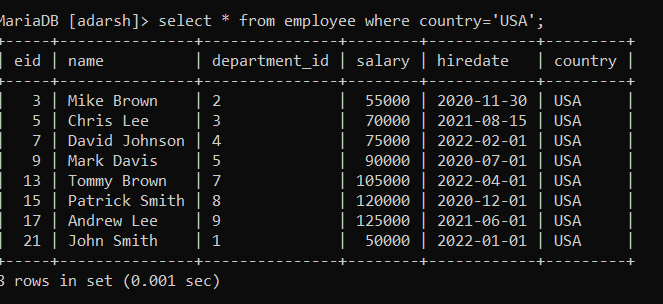 MariaDB [adarsh]> select * from employee where country='USA';
+-----+---------------+---------------+--------+------------+---------+
| eid | name          | department_id | salary | hiredate   | country |
+-----+---------------+---------------+--------+------------+---------+
|   3 | Mike Brown    | 2             |  55000 | 2020-11-30 | USA     |
|   5 | Chris Lee     | 3             |  70000 | 2021-08-15 | USA     |
|   7 | David Johnson | 4             |  75000 | 2022-02-01 | USA     |
|   9 | Mark Davis    | 5             |  90000 | 2020-07-01 | USA     |
|  13 | Tommy Brown   | 7             | 105000 | 2022-04-01 | USA     |
|  15 | Patrick Smith | 8             | 120000 | 2020-12-01 | USA     |
|  17 | Andrew Lee    | 9             | 125000 | 2021-06-01 | USA     |
|  21 | John Smith    | 1             |  50000 | 2022-01-01 | USA     |
+-----+---------------+---------------+--------+------------+---------+
8 rows in set (0.001 sec)